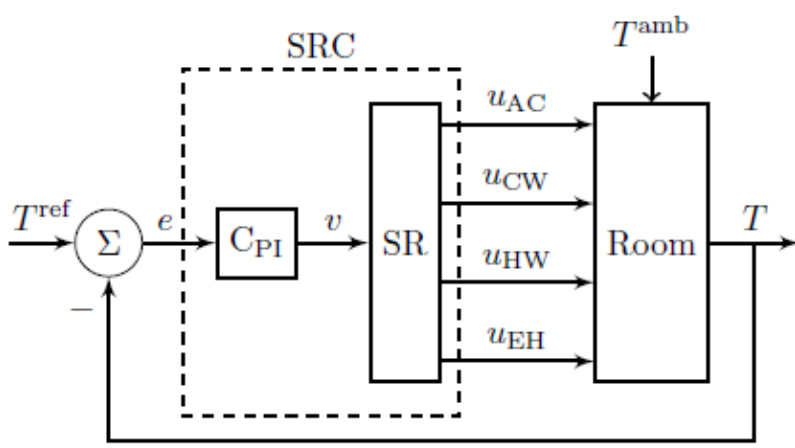 SRC
T^amb
u_AC
u_CW
T^ref
Σ
e
C_PI
v
SR
Room
T
u_HW
−
u_EH